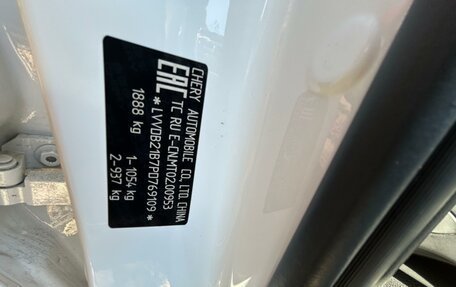 CHERY AUTOMOBILE CO., LTD. CHINA
EAC TC RU E-CN.MT02.00953
*LVVDB21B7PD769109*
1888 kg
1-1054 kg
2-937 kg